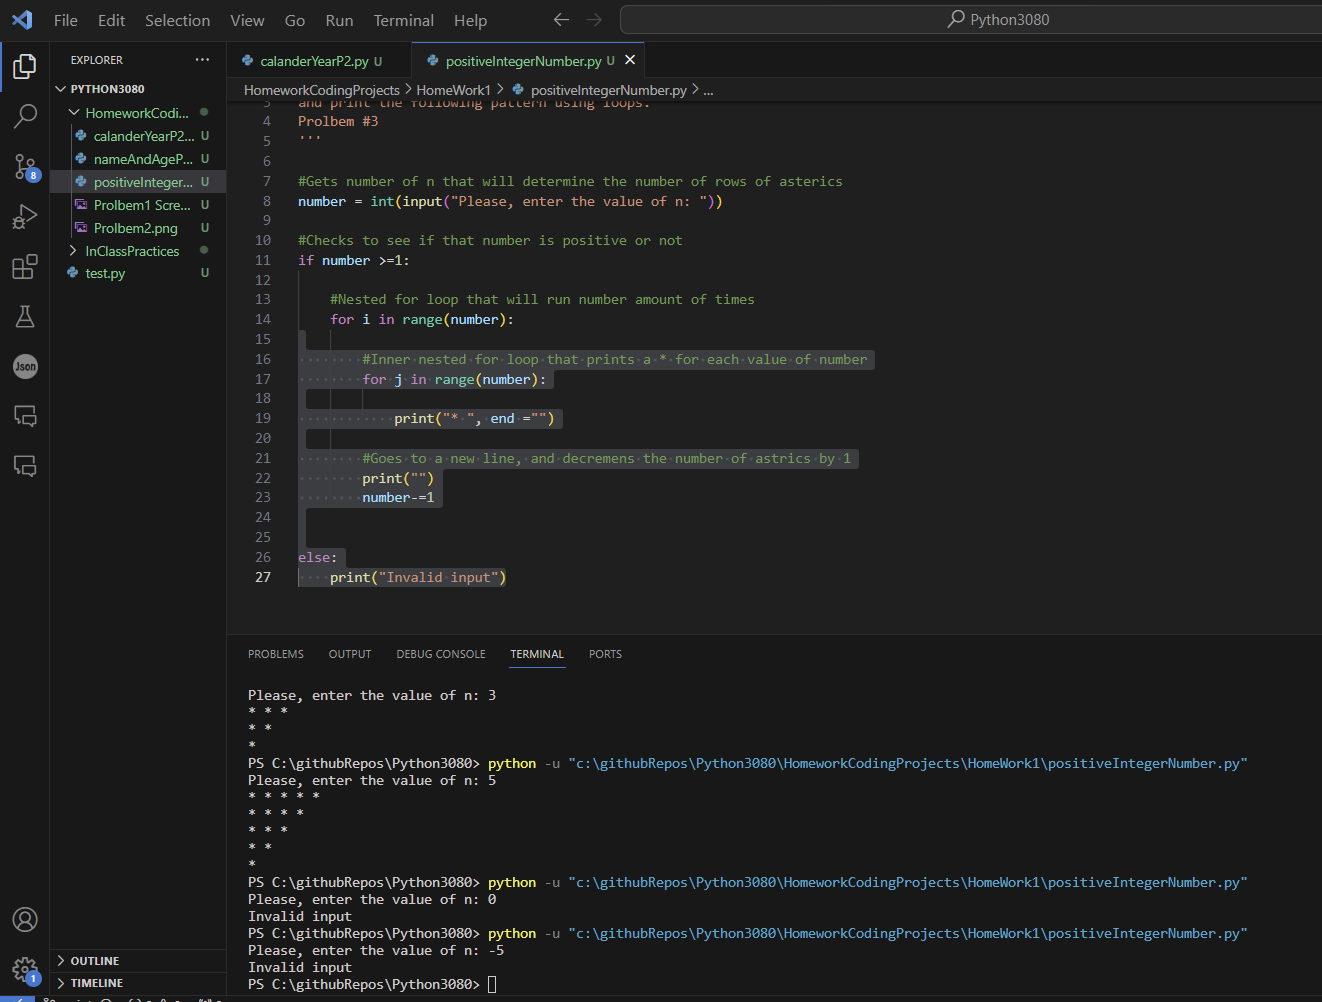 File Edit Selection View Go Run Terminal Help
Python3080
EXPLORER
PYTHON3080
HomeworkCodi...
calanderYearP2... U
nameAndAgeP... U
positiveInteger... U
Prolbem1 Scre... U
Prolbem2.png U
InClassPractices
test.py U
8
Json
1
OUTLINE
TIMELINE
calanderYearP2.py U
positiveIntegerNumber.py U
HomeworkCodingProjects > HomeWork1 > positiveIntegerNumber.py > ...
3 and print the following pattern using loops.
4 Prolbem #3
5 '''
6
7 #Gets number of n that will determine the number of rows of asterics
8 number = int(input("Please, enter the value of n: "))
9
10 #Checks to see if that number is positive or not
11 if number >=1:
12
13 #Nested for loop that will run number amount of times
14 for i in range(number):
15
16 #Inner nested for loop that prints a * for each value of number
17 for j in range(number):
18
19 print("* ", end ="")
20
21 #Goes to a new line, and decremens the number of astrics by 1
22 print("")
23 number-=1
24
25
26 else:
27 print("Invalid input")
PROBLEMS OUTPUT DEBUG CONSOLE TERMINAL PORTS
Please, enter the value of n: 3
* * *
* *
*
PS C:\githubRepos\Python3080> python -u "c:\githubRepos\Python3080\HomeworkCodingProjects\HomeWork1\positiveIntegerNumber.py"
Please, enter the value of n: 5
* * * * *
* * * *
* * *
* *
*
PS C:\githubRepos\Python3080> python -u "c:\githubRepos\Python3080\HomeworkCodingProjects\HomeWork1\positiveIntegerNumber.py"
Please, enter the value of n: 0
Invalid input
PS C:\githubRepos\Python3080> python -u "c:\githubRepos\Python3080\HomeworkCodingProjects\HomeWork1\positiveIntegerNumber.py"
Please, enter the value of n: -5
Invalid input
PS C:\githubRepos\Python3080>